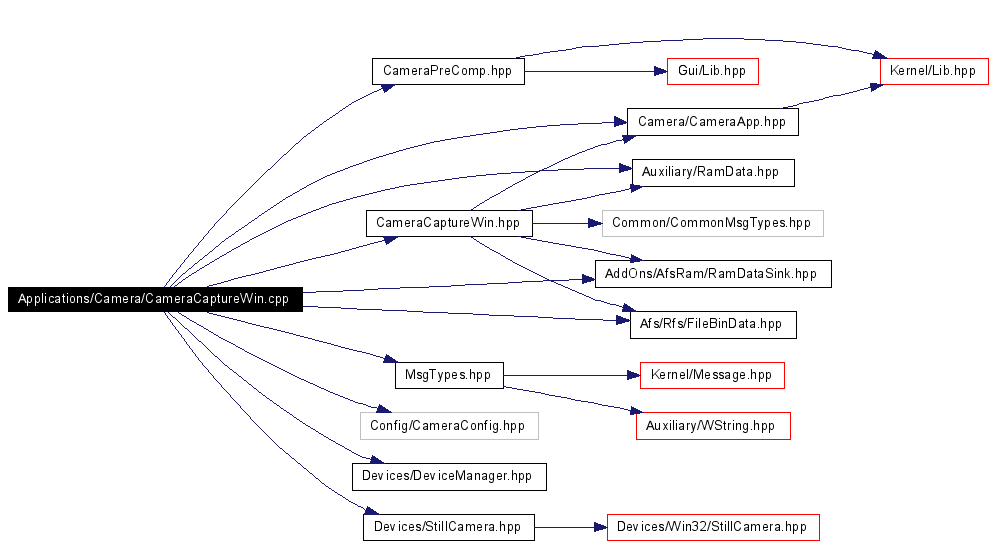 CameraPreComp.hpp
Gui/Lib.hpp
Kernel/Lib.hpp
Camera/CameraApp.hpp
Auxiliary/RamData.hpp
CameraCaptureWin.hpp
Common/CommonMsgTypes.hpp
AddOns/AfsRam/RamDataSink.hpp
Applications/Camera/CameraCaptureWin.cpp
Afs/Rfs/FileBinData.hpp
MsgTypes.hpp
Kernel/Message.hpp
Config/CameraConfig.hpp
Auxiliary/WString.hpp
Devices/DeviceManager.hpp
Devices/StillCamera.hpp
Devices/Win32/StillCamera.hpp